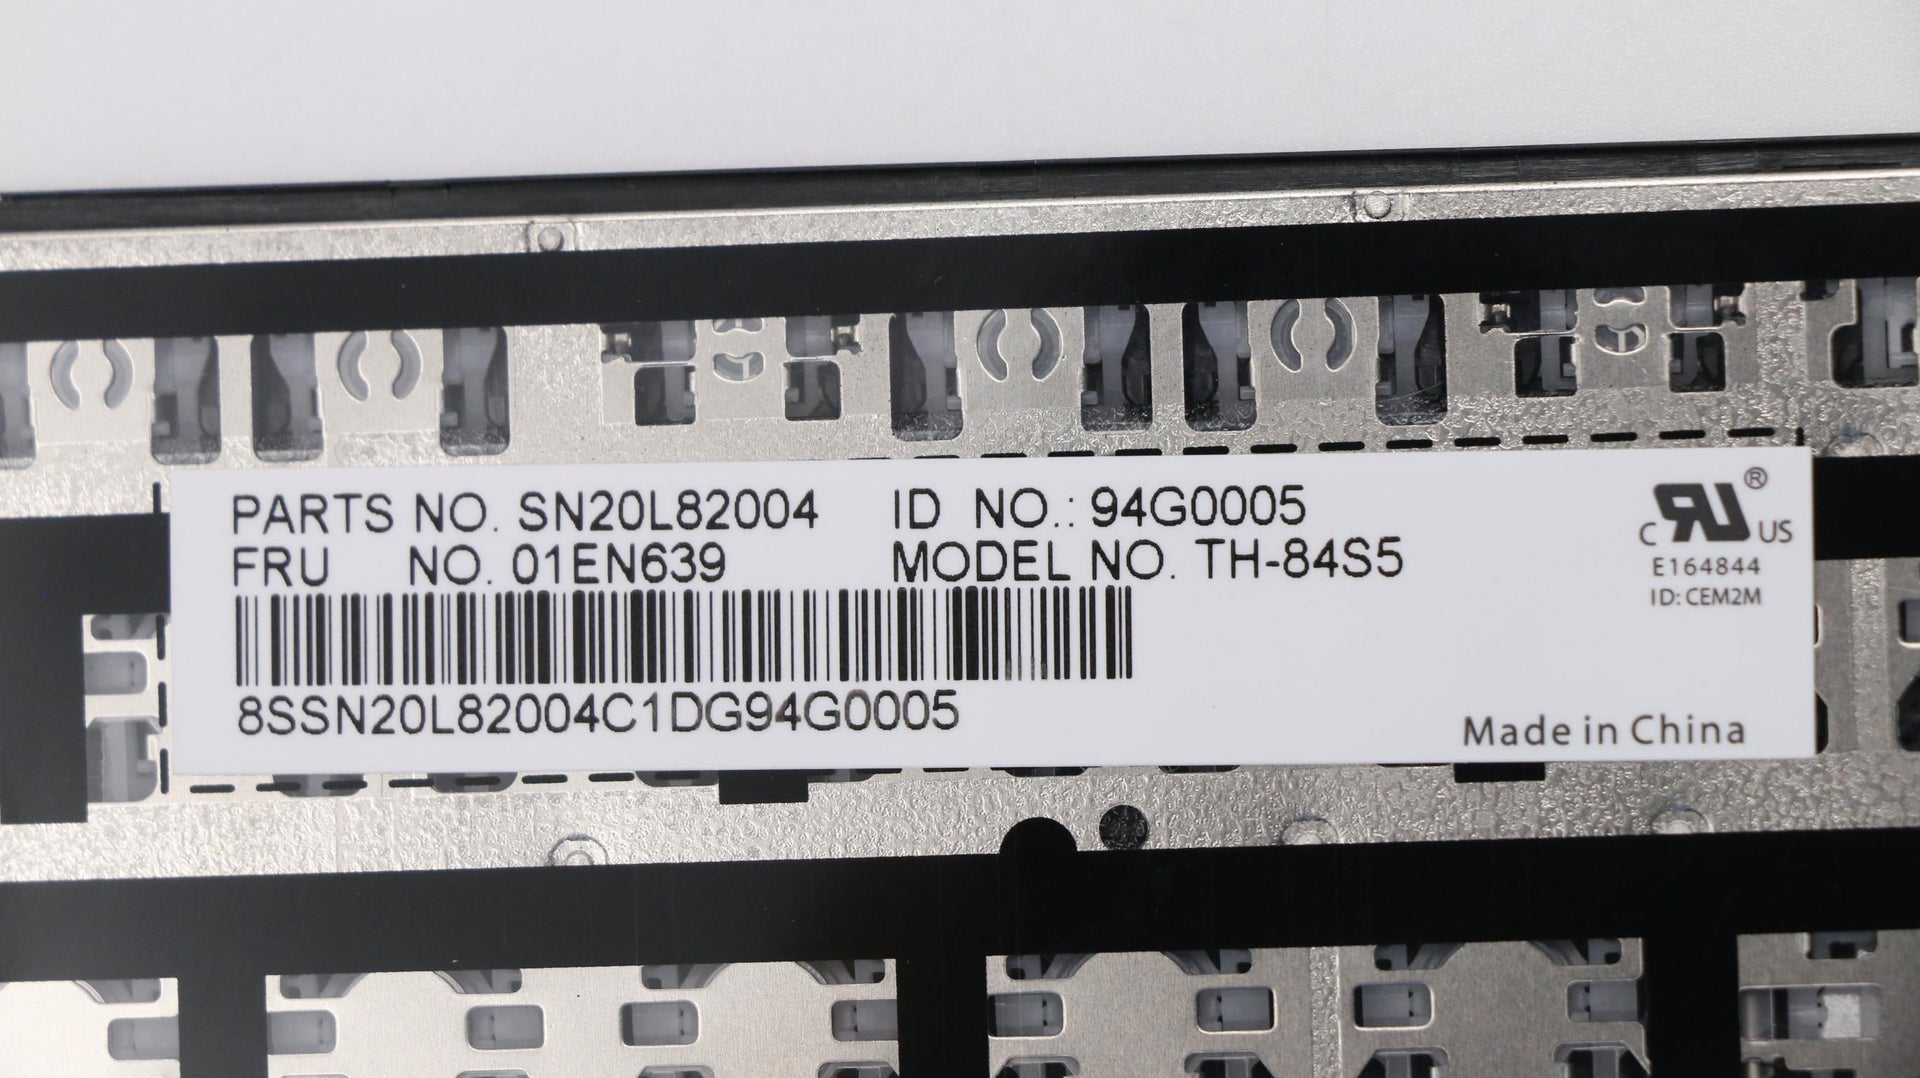 PARTS NO. SN20L82004 ID NO.: 94G0005
FRU NO. 01EN639 MODEL NO. TH-84S5
8SSN20L82004C1DG94G0005
C RU ® US
E164844
ID: CEM2M
Made in China